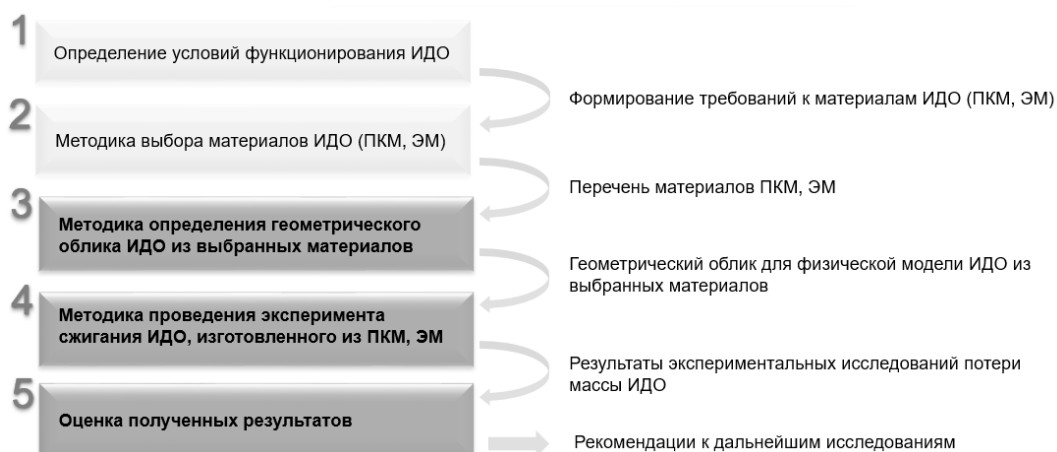 1
Определение условий функционирования ИДО
Формирование требований к материалам ИДО (ПКМ, ЭМ)
2
Методика выбора материалов ИДО (ПКМ, ЭМ)
Перечень материалов ПКМ, ЭМ
3
Методика определения геометрического
облика ИДО из выбранных материалов
Геометрический облик для физической модели ИДО из
выбранных материалов
4
Методика проведения эксперимента
сжигания ИДО, изготовленного из ПКМ, ЭМ
Результаты экспериментальных исследований потери
массы ИДО
5
Оценка полученных результатов
Рекомендации к дальнейшим исследованиям